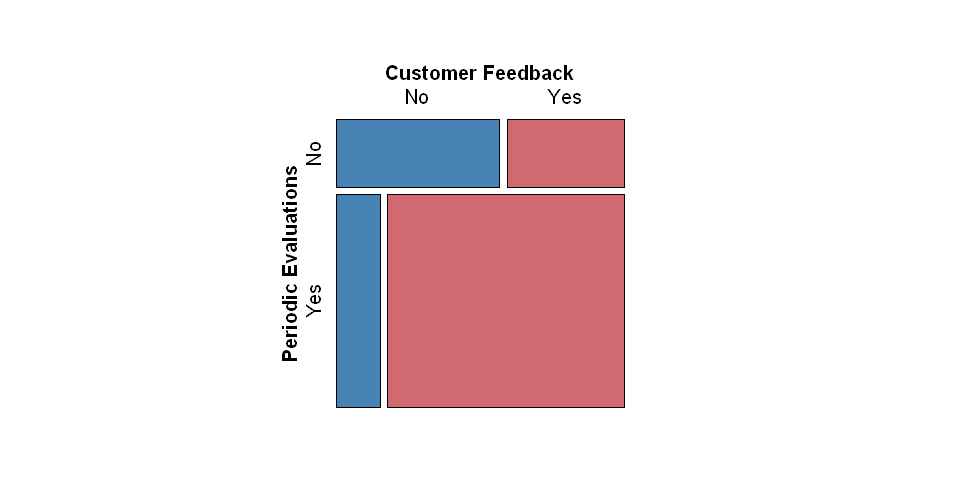 Customer Feedback
No Yes
Periodic Evaluations
No
Yes